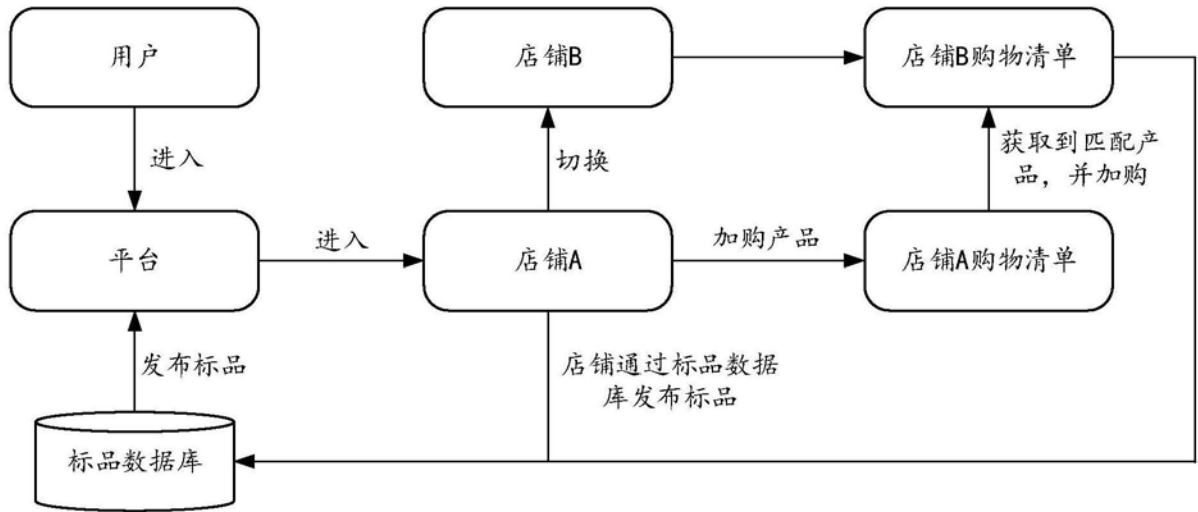 用户
店铺B
店铺B购物清单
进入
切换
获取到匹配产
品，并加购
平台
进入
店铺A
加购产品
店铺A购物清单
发布标品
店铺通过标品数据
库发布标品
标品数据库